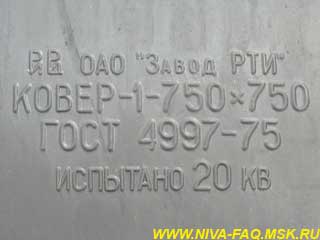 ОАО "ЗАВОД РТИ"
КОВЕР-1-750×750
ГОСТ 4997-75
ИСПЫТАНО 20 КВ
WWW.NIVA-FAQ.MSK.RU